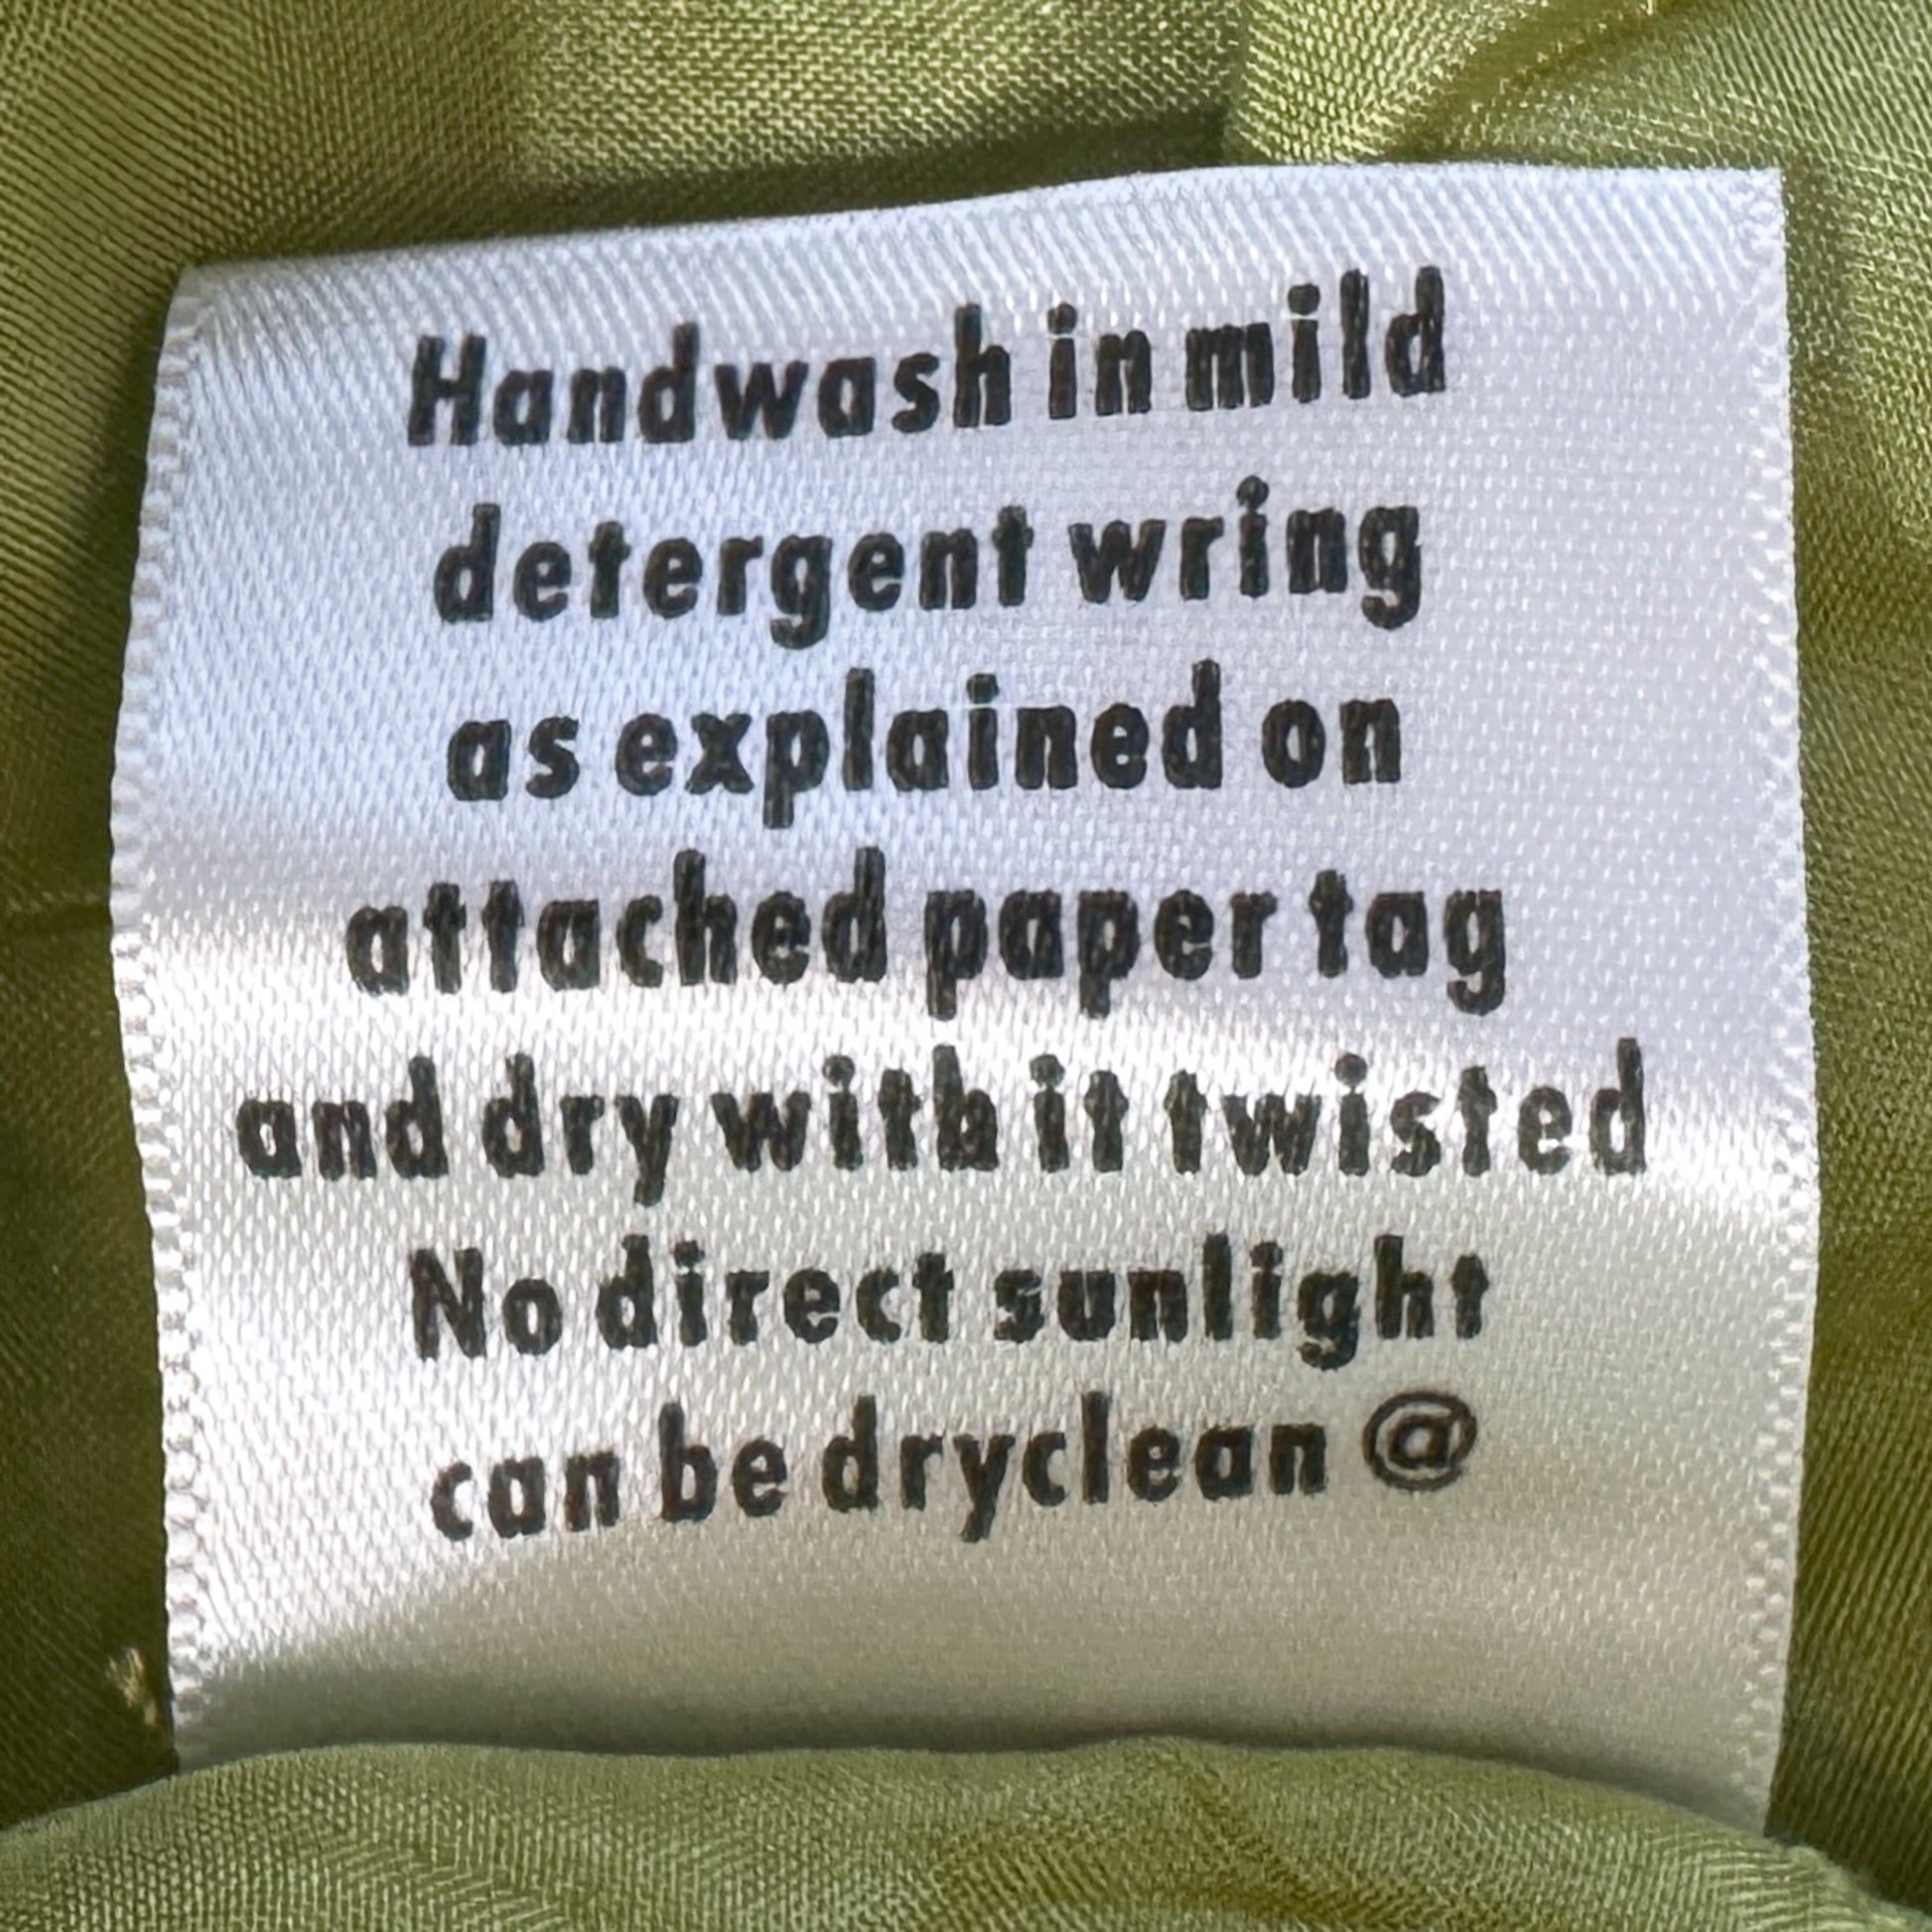 Handwash in mild
detergent wring
as explained on
attached paper tag
and dry with it twisted
No direct sunlight
can be dryclean @